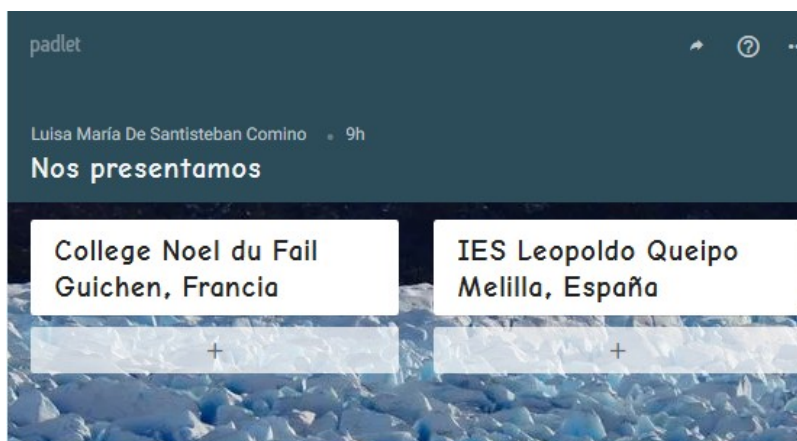 padlet
Luisa María De Santisteban Comino • 9h
Nos presentamos
College Noel du Fail
Guichen, Francia
IES Leopoldo Queipo
Melilla, España
+
+